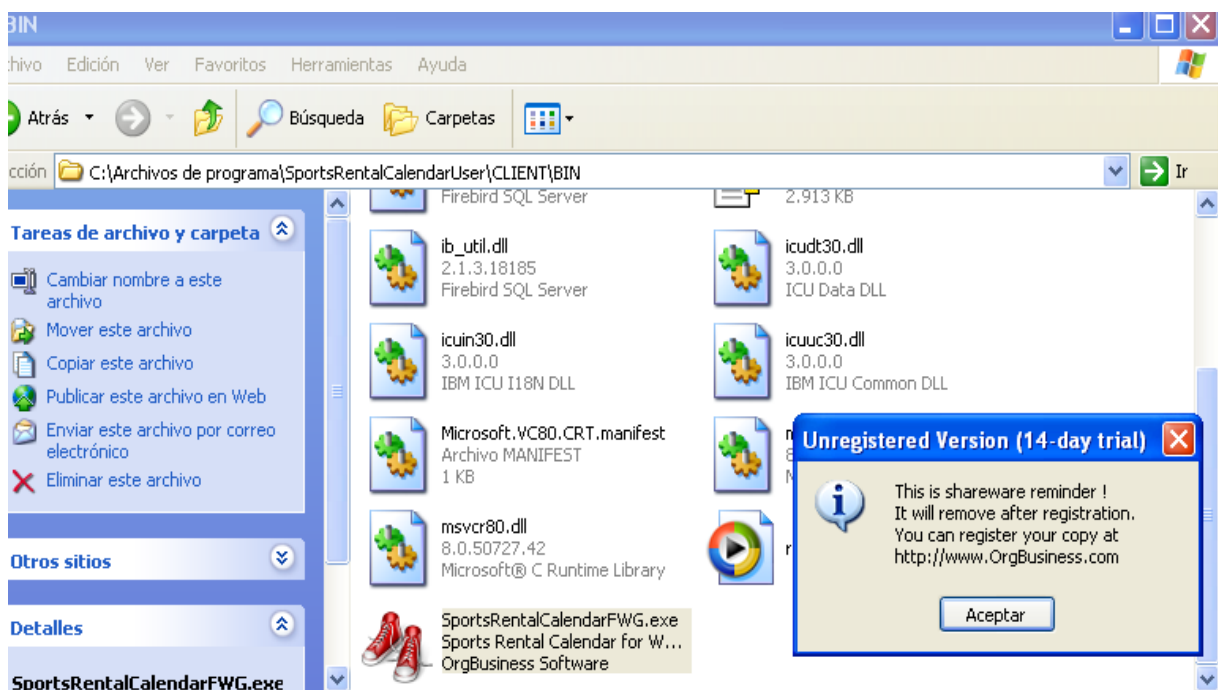 BIN
chivo Edición Ver Favoritos Herramientas Ayuda
Atrás Búsqueda Carpetas
cción C:\Archivos de programa\SportsRentalCalendarUser\CLIENT\BIN Ir
Tareas de archivo y carpeta
Cambiar nombre a este
archivo
Mover este archivo
Copiar este archivo
Publicar este archivo en Web
Enviar este archivo por correo
electrónico
Eliminar este archivo
Otros sitios
Detalles
SportsRentalCalendarFWG.exe
Firebird SQL Server
2.913 KB
ib_util.dll
2.1.3.18185
Firebird SQL Server
icudt30.dll
3.0.0.0
ICU Data DLL
icuin30.dll
3.0.0.0
IBM ICU I18N DLL
icuuc30.dll
3.0.0.0
IBM ICU Common DLL
Microsoft.VC80.CRT.manifest
Archivo MANIFEST
1 KB
msvcr80.dll
8.0.50727.42
Microsoft® C Runtime Library
SportsRentalCalendarFWG.exe
Sports Rental Calendar for W...
OrgBusiness Software
Unregistered Version (14-day trial)
This is shareware reminder !
It will remove after registration.
You can register your copy at
http://www.OrgBusiness.com
Aceptar